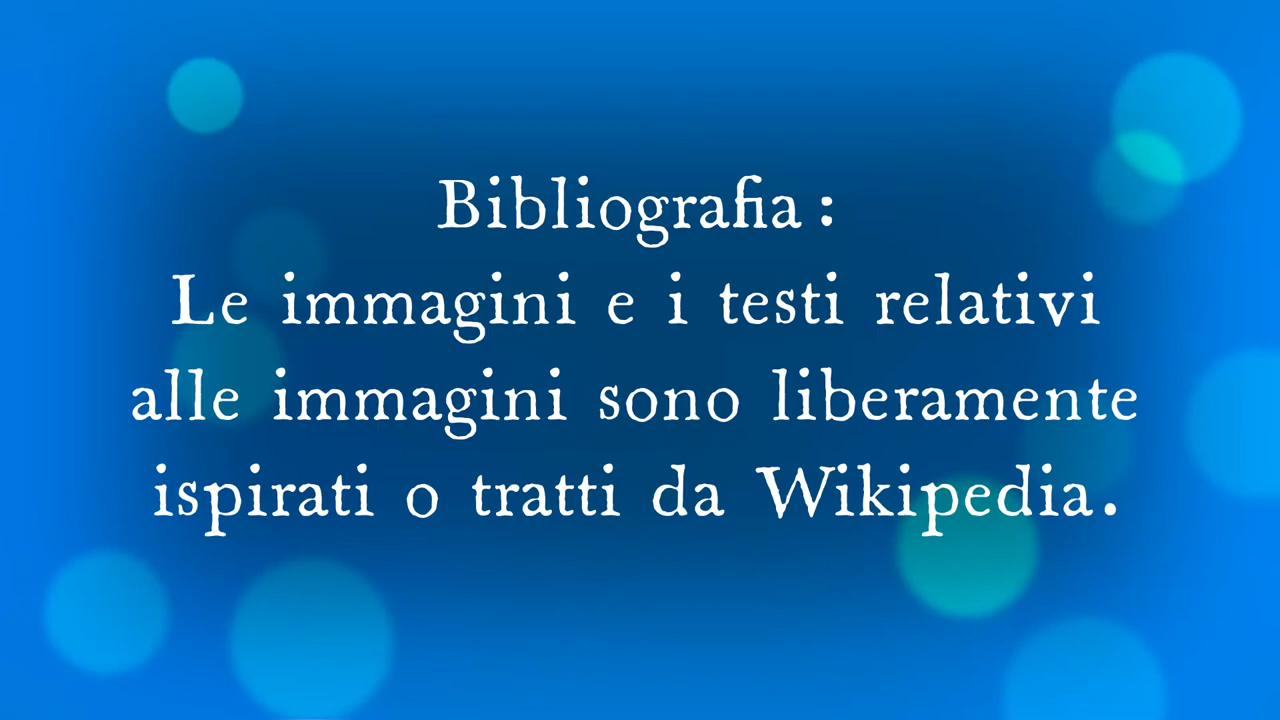 Bibliografia:
Le immagini e i testi relativi
alle immagini sono liberamente
ispirati o tratti da Wikipedia.